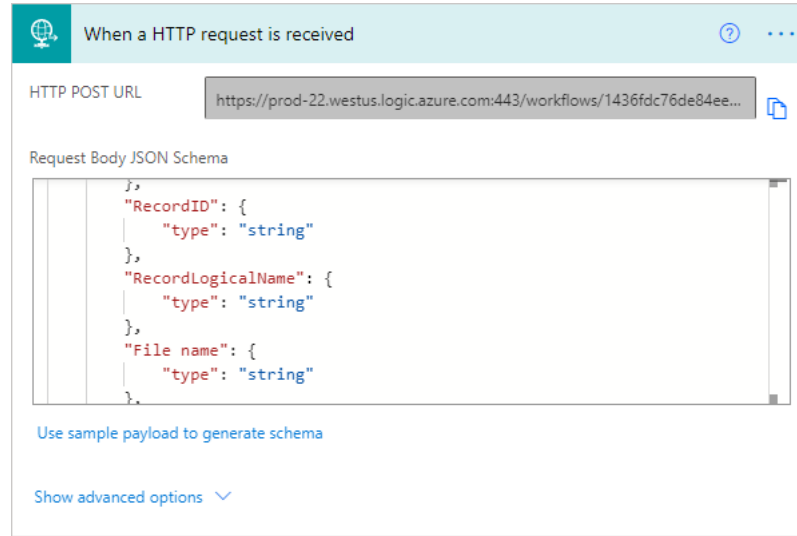 When a HTTP request is received
HTTP POST URL
https://prod-22.westus.logic.azure.com:443/workflows/1436fdc76de84ee...
Request Body JSON Schema
},
"RecordID": {
"type": "string"
},
"RecordLogicalName": {
"type": "string"
},
"File name": {
"type": "string"
},
Use sample payload to generate schema
Show advanced options